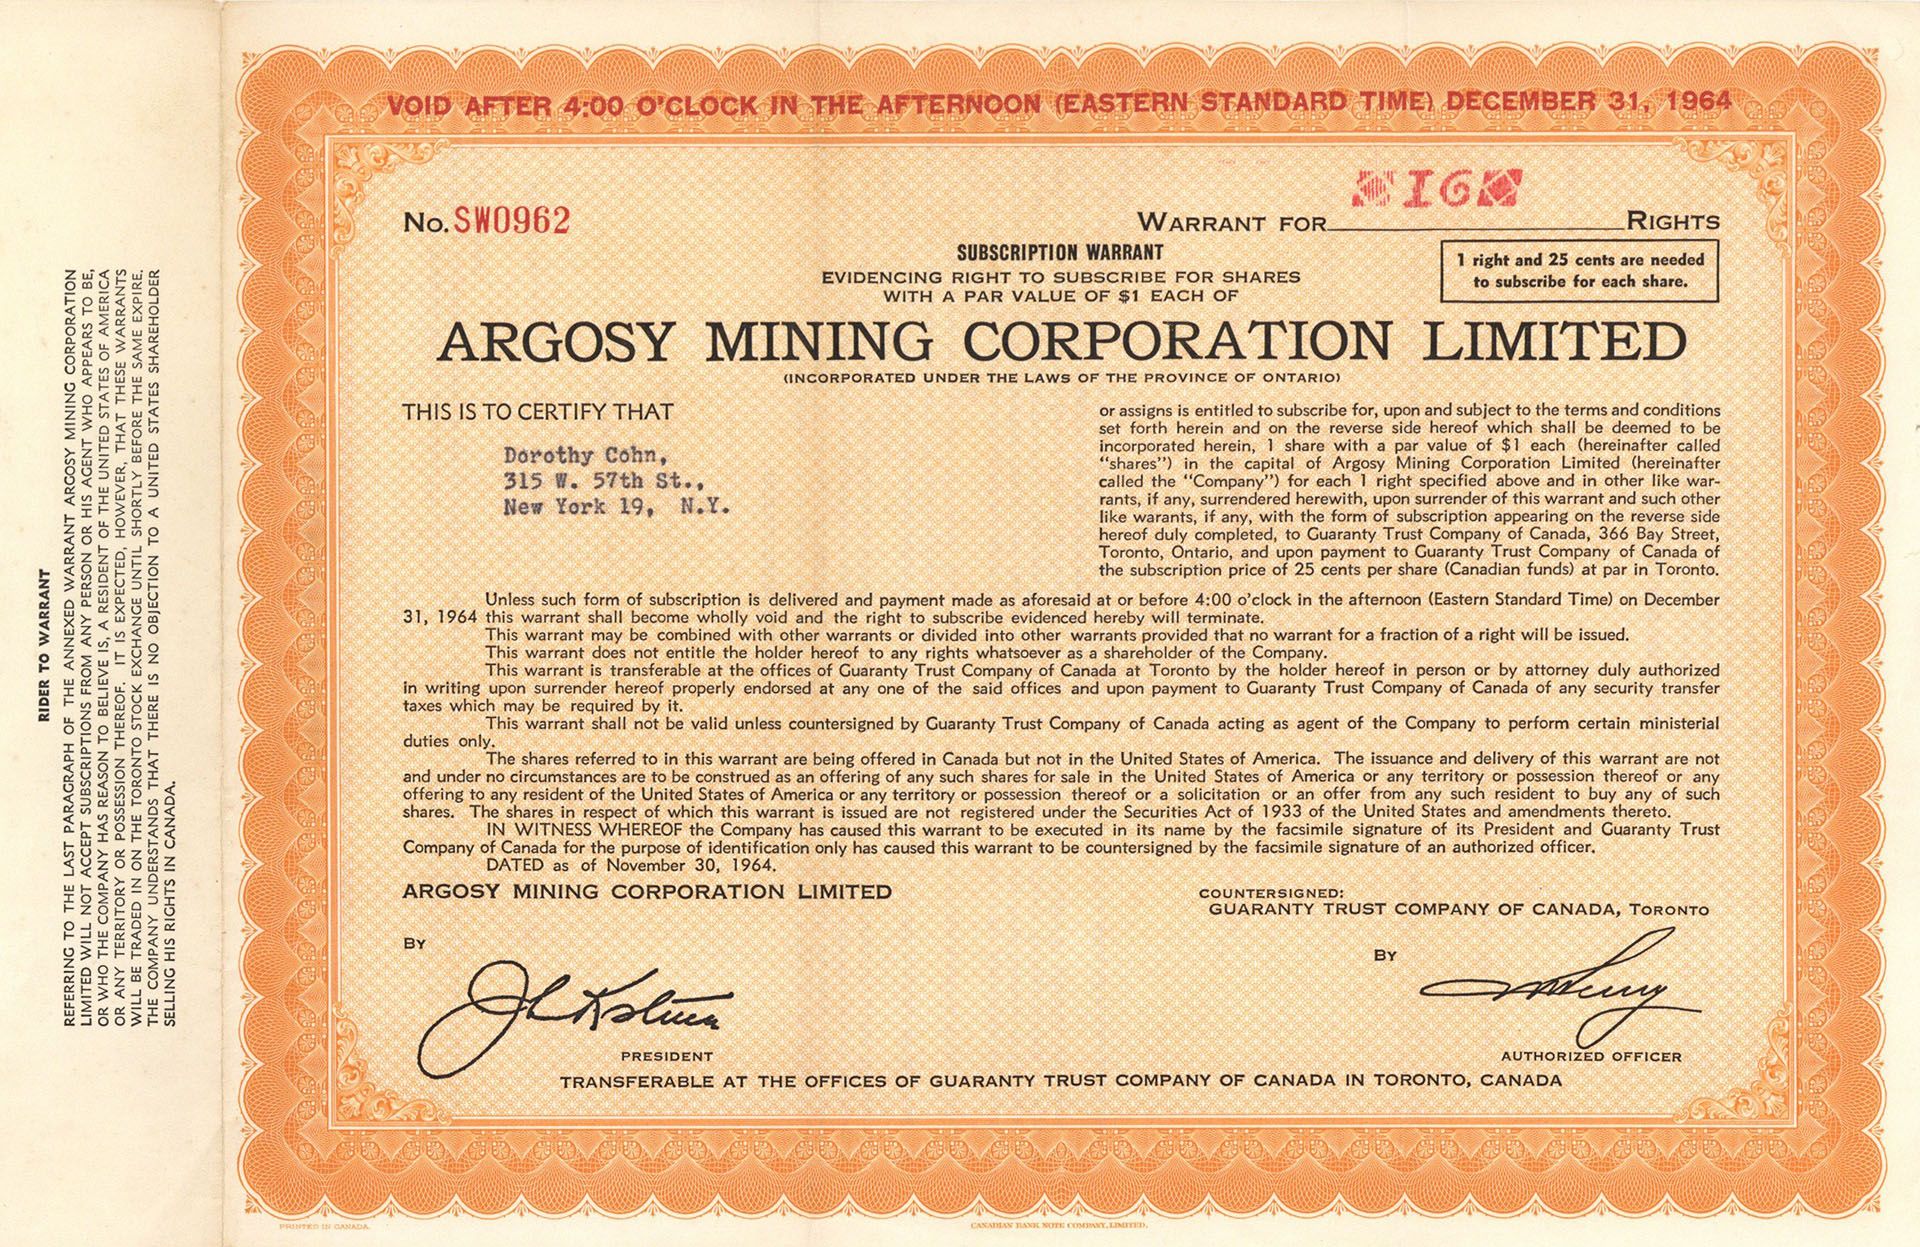 RIDER TO WARRANT
REFERRING TO THE LAST PARAGRAPH OF THE ANNEXED WARRANT ARGOSY MINING CORPORATION
LIMITED WILL NOT ACCEPT SUBSCRIPTIONS FROM ANY PERSON OR HIS AGENT WHO APPEARS TO BE,
OR WHO THE COMPANY HAS REASON TO BELIEVE IS, A RESIDENT OF THE UNITED STATES OF AMERICA
OR ANY TERRITORY OR POSSESSION THEREOF. IT IS EXPECTED, HOWEVER, THAT THESE WARRANTS
WILL BE TRADED IN ON THE TORONTO STOCK EXCHANGE UNTIL SHORTLY BEFORE THE SAME EXPIRE.
THE COMPANY UNDERSTANDS THAT THERE IS NO OBJECTION TO A UNITED STATES SHAREHOLDER
SELLING HIS RIGHTS IN CANADA.
VOID AFTER 4:00 O'CLOCK IN THE AFTERNOON (EASTERN STANDARD TIME) DECEMBER 31, 1964
No. SW0962
WARRANT FOR 16 RIGHTS
SUBSCRIPTION WARRANT
EVIDENCING RIGHT TO SUBSCRIBE FOR SHARES
WITH A PAR VALUE OF $1 EACH OF
1 right and 25 cents are needed
to subscribe for each share.
ARGOSY MINING CORPORATION LIMITED
(INCORPORATED UNDER THE LAWS OF THE PROVINCE OF ONTARIO)
THIS IS TO CERTIFY THAT
Dorothy Cohn,
315 W. 57th St.,
New York 19, N.Y.
or assigns is entitled to subscribe for, upon and subject to the terms and conditions
set forth herein and on the reverse side hereof which shall be deemed to be
incorporated herein, 1 share with a par value of $1 each (hereinafter called
"shares") in the capital of Argosy Mining Corporation Limited (hereinafter
called the "Company") for each 1 right specified above and in other like war-
rants, if any, surrendered herewith, upon surrender of this warrant and such other
like warants, if any, with the form of subscription appearing on the reverse side
hereof duly completed, to Guaranty Trust Company of Canada, 366 Bay Street,
Toronto, Ontario, and upon payment to Guaranty Trust Company of Canada of
the subscription price of 25 cents per share (Canadian funds) at par in Toronto.
Unless such form of subscription is delivered and payment made as aforesaid at or before 4:00 o'clock in the afternoon (Eastern Standard Time) on December
31, 1964 this warrant shall become wholly void and the right to subscribe evidenced hereby will terminate.
This warrant may be combined with other warrants or divided into other warrants provided that no warrant for a fraction of a right will be issued.
This warrant does not entitle the holder hereof to any rights whatsoever as a shareholder of the Company.
This warrant is transferable at the offices of Guaranty Trust Company of Canada at Toronto by the holder hereof in person or by attorney duly authorized
in writing upon surrender hereof properly endorsed at any one of the said offices and upon payment to Guaranty Trust Company of Canada of any security transfer
taxes which may be required by it.
This warrant shall not be valid unless countersigned by Guaranty Trust Company of Canada acting as agent of the Company to perform certain ministerial
duties only.
The shares referred to in this warrant are being offered in Canada but not in the United States of America. The issuance and delivery of this warrant are not
and under no circumstances are to be construed as an offering of any such shares for sale in the United States of America or any territory or possession thereof or any
offering to any resident of the United States of America or any territory or possession thereof or a solicitation or an offer from any such resident to buy any of such
shares. The shares in respect of which this warrant is issued are not registered under the Securities Act of 1933 of the United States and amendments thereto.
IN WITNESS WHEREOF the Company has caused this warrant to be executed in its name by the facsimile signature of its President and Guaranty Trust
Company of Canada for the purpose of identification only has caused this warrant to be countersigned by the facsimile signature of an authorized officer.
DATED as of November 30, 1964.
ARGOSY MINING CORPORATION LIMITED
COUNTERSIGNED:
GUARANTY TRUST COMPANY OF CANADA, TORONTO
BY
BY
PRESIDENT
AUTHORIZED OFFICER
TRANSFERABLE AT THE OFFICES OF GUARANTY TRUST COMPANY OF CANADA IN TORONTO, CANADA
PRINTED IN CANADA.
CANADIAN BANK NOTE COMPANY, LIMITED.